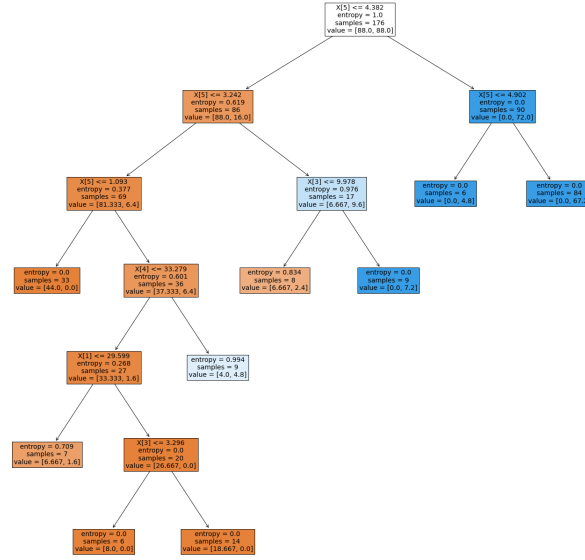 X[5] <= 4.382
entropy = 1.0
samples = 176
value = [88.0, 88.0]
X[5] <= 3.242
entropy = 0.619
samples = 86
value = [88.0, 16.0]
X[5] <= 4.902
entropy = 0.0
samples = 90
value = [0.0, 72.0]
X[5] <= 1.093
entropy = 0.377
samples = 69
value = [81.333, 6.4]
X[3] <= 9.978
entropy = 0.976
samples = 17
value = [6.667, 9.6]
entropy = 0.0
samples = 6
value = [0.0, 4.8]
entropy = 0.0
samples = 84
value = [0.0, 67.2
entropy = 0.0
samples = 33
value = [44.0, 0.0]
X[4] <= 33.279
entropy = 0.601
samples = 36
value = [37.333, 6.4]
entropy = 0.834
samples = 8
value = [6.667, 2.4]
entropy = 0.0
samples = 9
value = [0.0, 7.2]
X[1] <= 29.599
entropy = 0.268
samples = 27
value = [33.333, 1.6]
entropy = 0.994
samples = 9
value = [4.0, 4.8]
entropy = 0.709
samples = 7
value = [6.667, 1.6]
X[3] <= 3.296
entropy = 0.0
samples = 20
value = [26.667, 0.0]
entropy = 0.0
samples = 6
value = [8.0, 0.0]
entropy = 0.0
samples = 14
value = [18.667, 0.0]